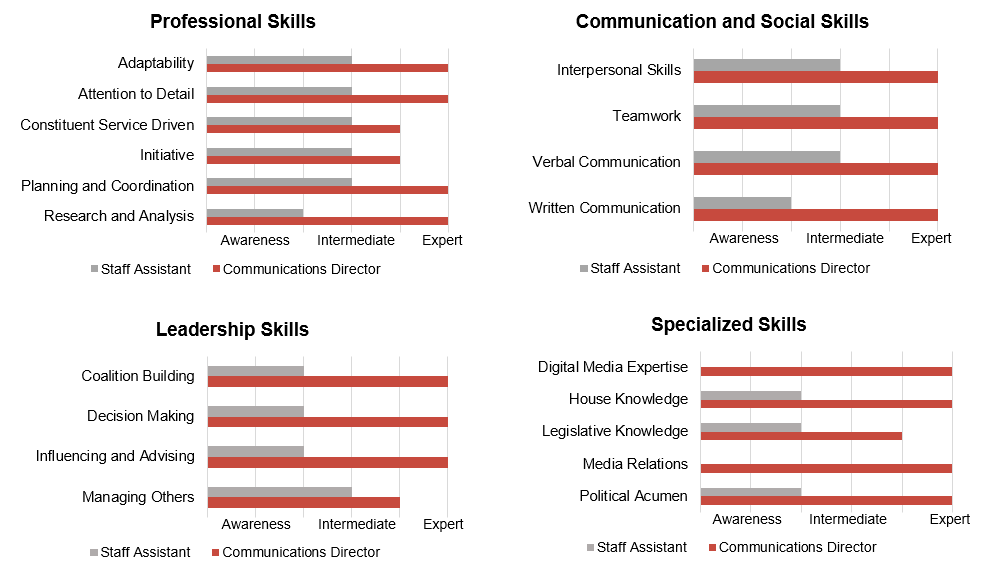 Professional Skills
Adaptability
Attention to Detail
Constituent Service Driven
Initiative
Planning and Coordination
Research and Analysis
Awareness Intermediate Expert
Staff Assistant Communications Director
Communication and Social Skills
Interpersonal Skills
Teamwork
Verbal Communication
Written Communication
Awareness Intermediate Expert
Staff Assistant Communications Director
Leadership Skills
Coalition Building
Decision Making
Influencing and Advising
Managing Others
Awareness Intermediate Expert
Staff Assistant Communications Director
Specialized Skills
Digital Media Expertise
House Knowledge
Legislative Knowledge
Media Relations
Political Acumen
Awareness Intermediate Expert
Staff Assistant Communications Director